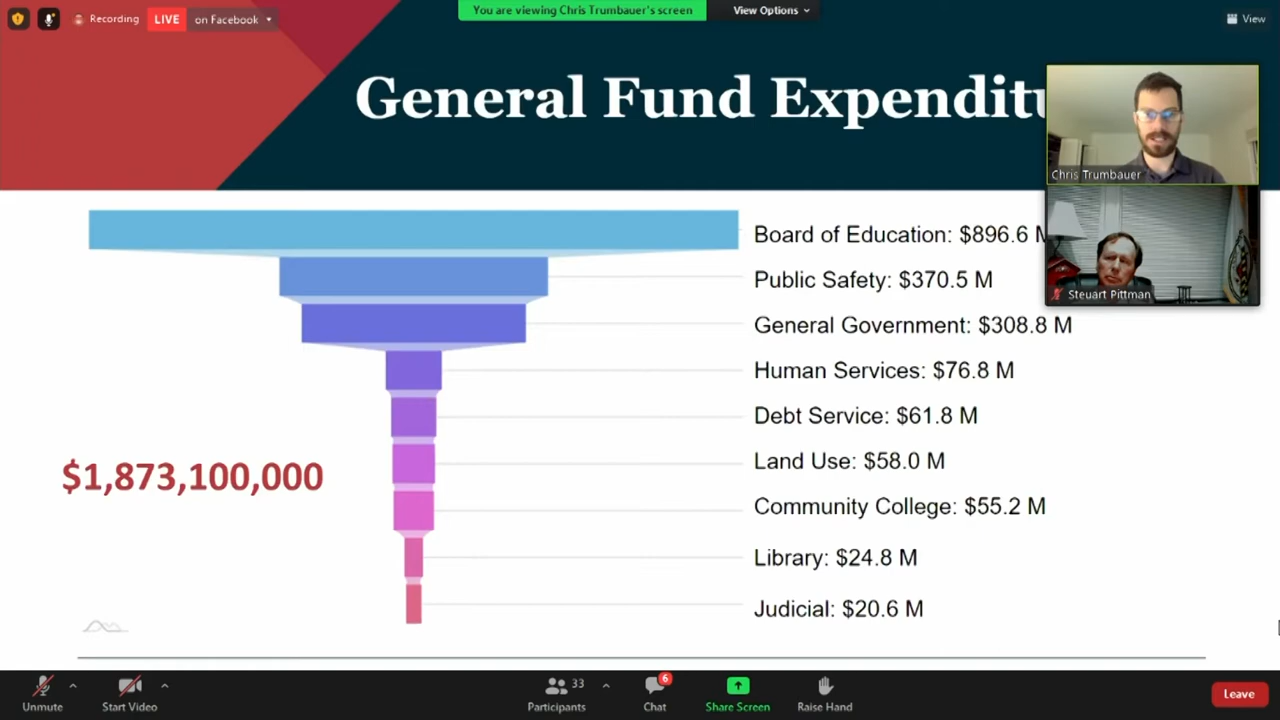 Recording
LIVE
on Facebook
You are viewing Chris Trumbauer's screen
View Options
View
General Fund
Chris Trumbauer
Steuart Pittman
Board of Education: $896.6
Public Safety: $370.5 M
General Government: $308.8 M
Human Services: $76.8 M
Debt Service: $61.8 M
Land Use: $58.0 M
$1,873,100,000
Community College: $55.2 M
Library: $24.8 M
Judicial: $20.6 M
Unmute
Start Video
33
Participants
6
Chat
Share Screen
Raise Hand
Leave